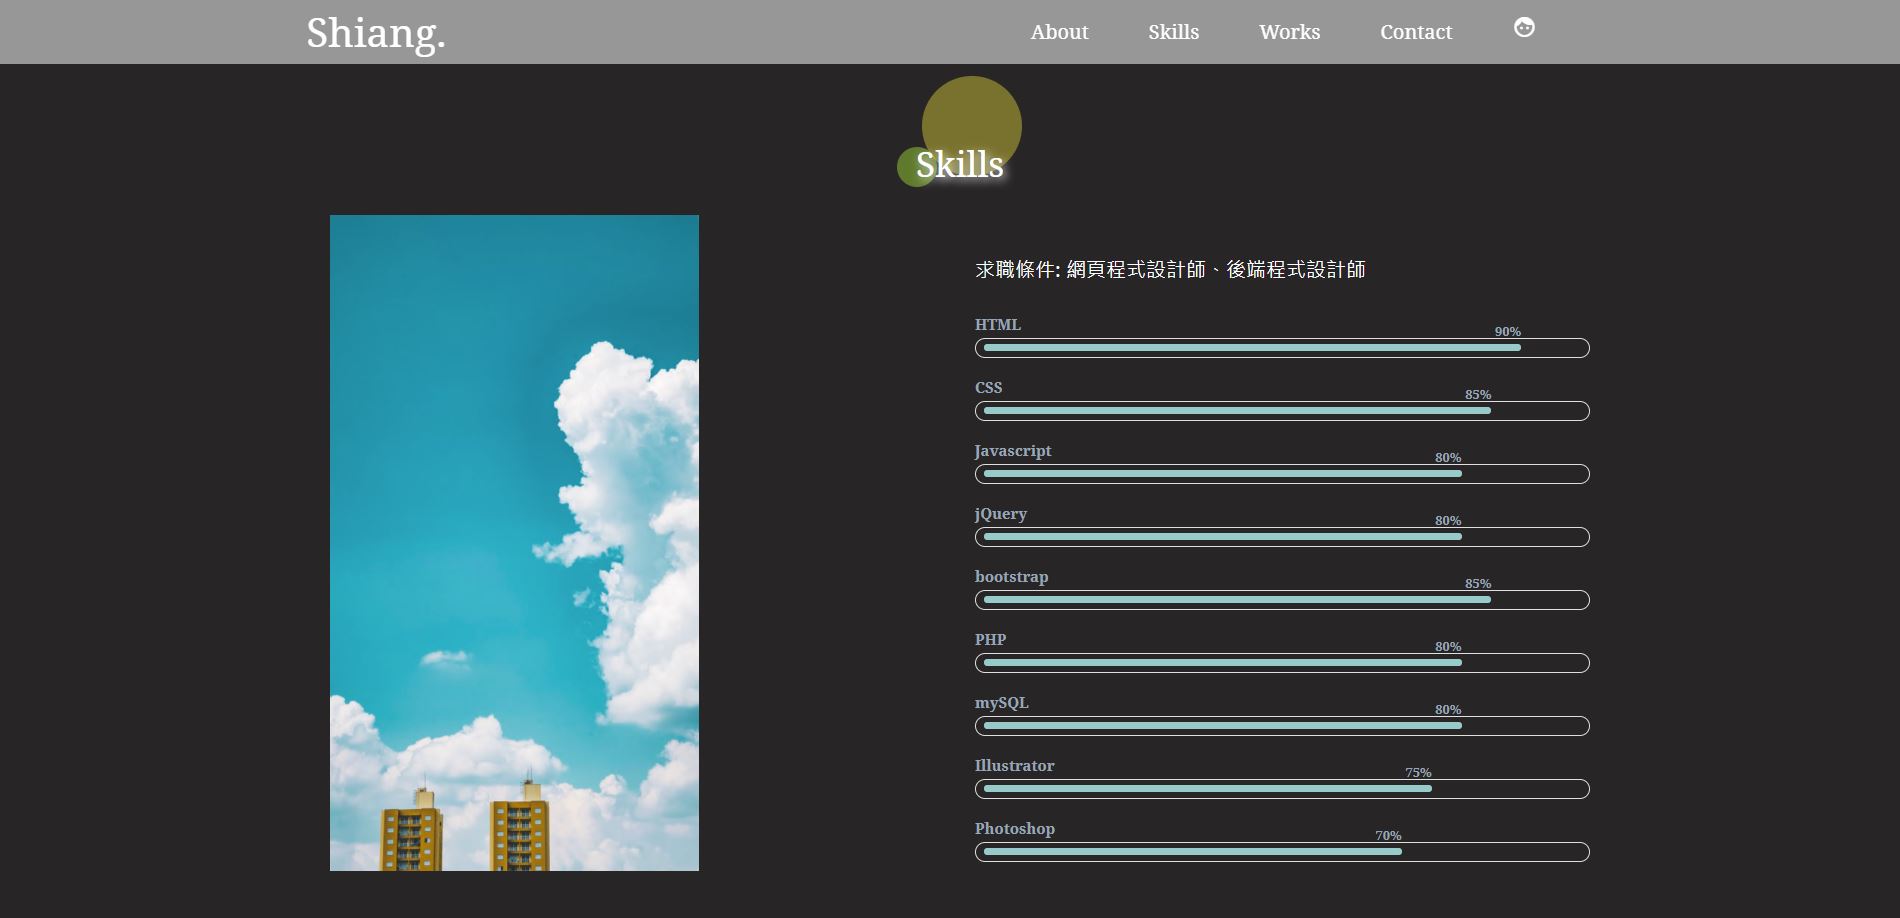 Shiang.
About
Skills
Works
Contact
Skills
求職條件: 網頁程式設計師、後端程式設計師
HTML
90%
CSS
85%
Javascript
80%
jQuery
80%
bootstrap
85%
PHP
80%
mySQL
80%
Illustrator
75%
Photoshop
70%